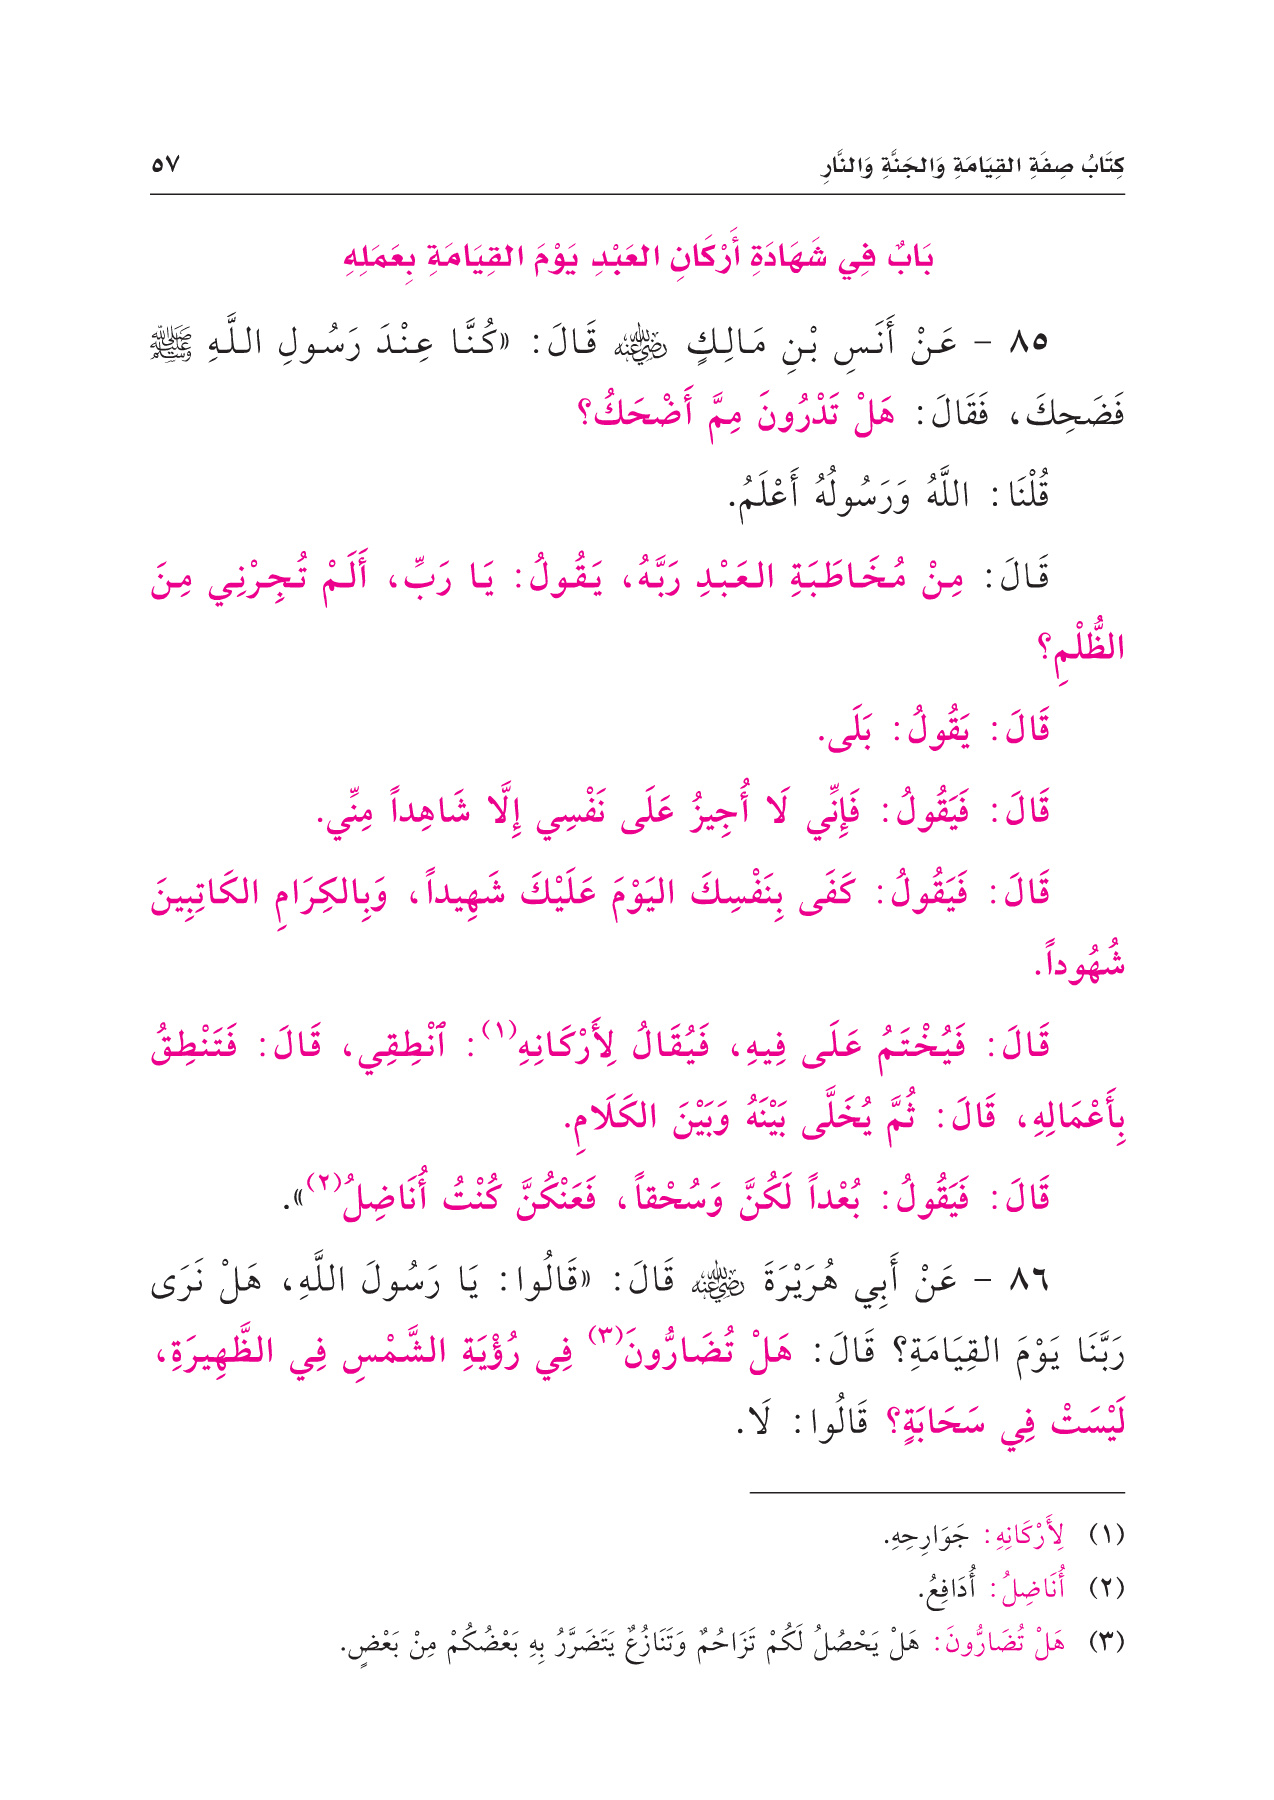 كِتَابُ صِفَةِ القِيَامَةِ وَالجَنَّةِ وَالنَّارِ ٥٧
بَابٌ فِي شَهَادَةِ أَرْكَانِ العَبْدِ يَوْمَ القِيَامَةِ بِعَمَلِهِ
٨٥ - عَنْ أَنَسِ بْنِ مَالِكٍ رضي الله عنه قَالَ: «كُنَّا عِنْدَ رَسُولِ اللَّهِ ﷺ
فَضَحِكَ، فَقَالَ: هَلْ تَدْرُونَ مِمَّ أَضْحَكُ؟
قُلْنَا: اللَّهُ وَرَسُولُهُ أَعْلَمُ.
قَالَ: مِنْ مُخَاطَبَةِ العَبْدِ رَبَّهُ، يَقُولُ: يَا رَبِّ، أَلَمْ تُجِرْنِي مِنَ
الظُّلْمِ؟
قَالَ: يَقُولُ: بَلَى.
قَالَ: فَيَقُولُ: فَإِنِّي لَا أُجِيزُ عَلَى نَفْسِي إِلَّا شَاهِداً مِنِّي.
قَالَ: فَيَقُولُ: كَفَى بِنَفْسِكَ اليَوْمَ عَلَيْكَ شَهِيداً، وَبِالكِرَامِ الكَاتِبِينَ
شُهُوداً.
قَالَ: فَيُخْتَمُ عَلَى فِيهِ، فَيُقَالُ لِأَرْكَانِهِ(١): ٱنْطِقِي، قَالَ: فَتَنْطِقُ
بِأَعْمَالِهِ، قَالَ: ثُمَّ يُخَلَّى بَيْنَهُ وَبَيْنَ الكَلَامِ.
قَالَ: فَيَقُولُ: بُعْداً لَكُنَّ وَسُحْقاً، فَعَنْكُنَّ كُنْتُ أُنَاضِلُ(٢)».
٨٦ - عَنْ أَبِي هُرَيْرَةَ رضي الله عنه قَالَ: «قَالُوا: يَا رَسُولَ اللَّهِ، هَلْ نَرَى
رَبَّنَا يَوْمَ القِيَامَةِ؟ قَالَ: هَلْ تُضَارُّونَ(٣) فِي رُؤْيَةِ الشَّمْسِ فِي الظَّهِيرَةِ،
لَيْسَتْ فِي سَحَابَةٍ؟ قَالُوا: لَا.
(١) لِأَرْكَانِهِ: جَوَارِحِهِ.
(٢) أُنَاضِلُ: أُدَافِعُ.
(٣) هَلْ تُضَارُّونَ: هَلْ يَحْصُلُ لَكُمْ تَزَاحُمٌ وَتَنَازُعٌ يَتَضَرَّرُ بِهِ بَعْضُكُمْ مِنْ بَعْضٍ.